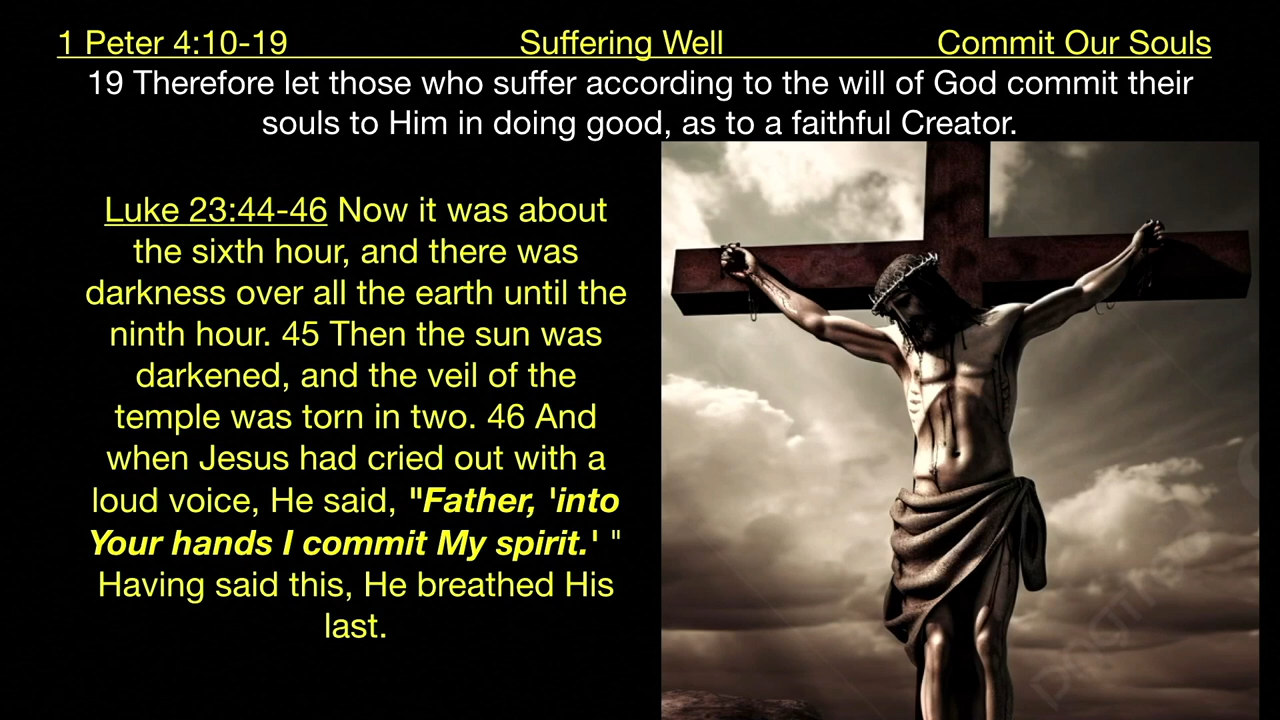 1 Peter 4:10-19 Suffering Well Commit Our Souls
19 Therefore let those who suffer according to the will of God commit their
souls to Him in doing good, as to a faithful Creator.
Luke 23:44-46 Now it was about
the sixth hour, and there was
darkness over all the earth until the
ninth hour. 45 Then the sun was
darkened, and the veil of the
temple was torn in two. 46 And
when Jesus had cried out with a
loud voice, He said, "Father, 'into
Your hands I commit My spirit.' "
Having said this, He breathed His
last.